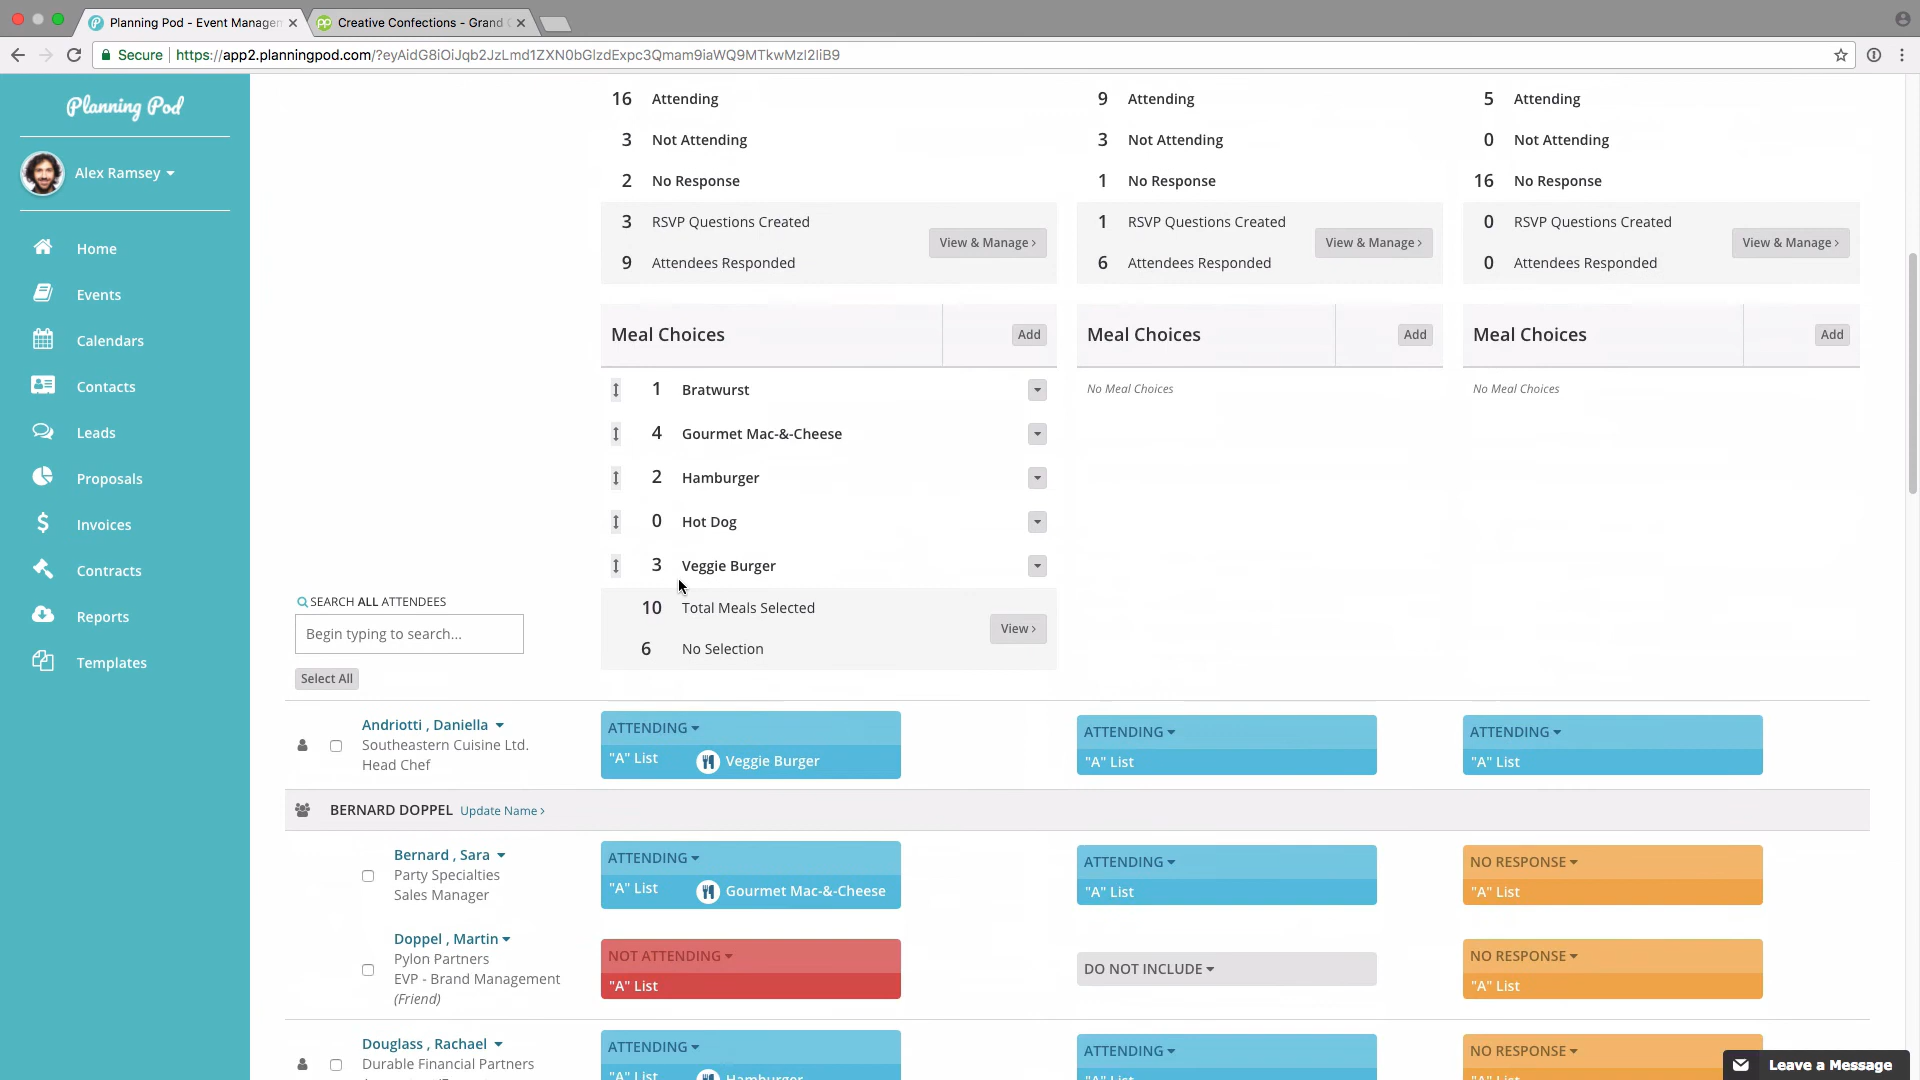 Planning Pod - Event Managem
Creative Confections - Grand
Secure
https://app2.planningpod.com/?eyAidG8iOiJqb2JzLmd1ZXN0bGlzdExpc3Qmam9iaWQ9MTkwMzI2IiB9
Planning Pod
Alex Ramsey
Home
Events
Calendars
Contacts
Leads
Proposals
Invoices
Contracts
Reports
Templates
16 Attending
9 Attending
5 Attending
3 Not Attending
3 Not Attending
0 Not Attending
2 No Response
1 No Response
16 No Response
3 RSVP Questions Created
View & Manage ›
9 Attendees Responded
1 RSVP Questions Created
View & Manage ›
6 Attendees Responded
0 RSVP Questions Created
View & Manage ›
0 Attendees Responded
Meal Choices Add
Meal Choices Add
Meal Choices Add
1 Bratwurst
No Meal Choices
No Meal Choices
4 Gourmet Mac-&-Cheese
2 Hamburger
0 Hot Dog
3 Veggie Burger
10 Total Meals Selected
View ›
6 No Selection
SEARCH ALL ATTENDEES
Begin typing to search...
Select All
Andriotti , Daniella
Southeastern Cuisine Ltd.
Head Chef
ATTENDING
"A" List Veggie Burger
ATTENDING
"A" List
ATTENDING
"A" List
BERNARD DOPPEL Update Name ›
Bernard , Sara
Party Specialties
Sales Manager
ATTENDING
"A" List Gourmet Mac-&-Cheese
ATTENDING
"A" List
NO RESPONSE
"A" List
Doppel , Martin
Pylon Partners
EVP - Brand Management
(Friend)
NOT ATTENDING
"A" List
DO NOT INCLUDE
NO RESPONSE
"A" List
Douglass , Rachael
Durable Financial Partners
ATTENDING
"A" List Hamburger
ATTENDING
"A" List
NO RESPONSE
"A" List
Leave a Message